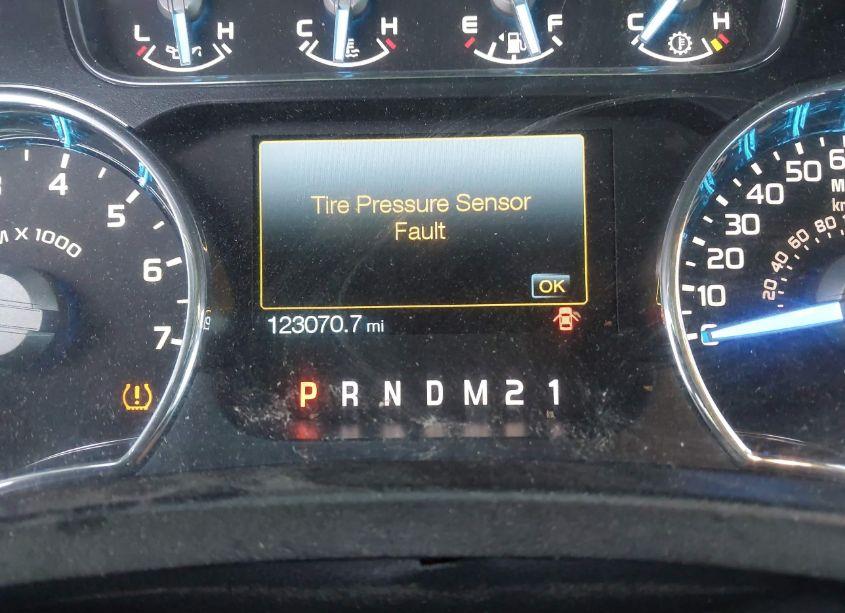 L H C H E F C H
4 5 6 7
M X 1000
Tire Pressure Sensor
Fault
OK
123070.7 mi
P R N D M 2 1
0 10 20 30 40 50
20 40 60 80